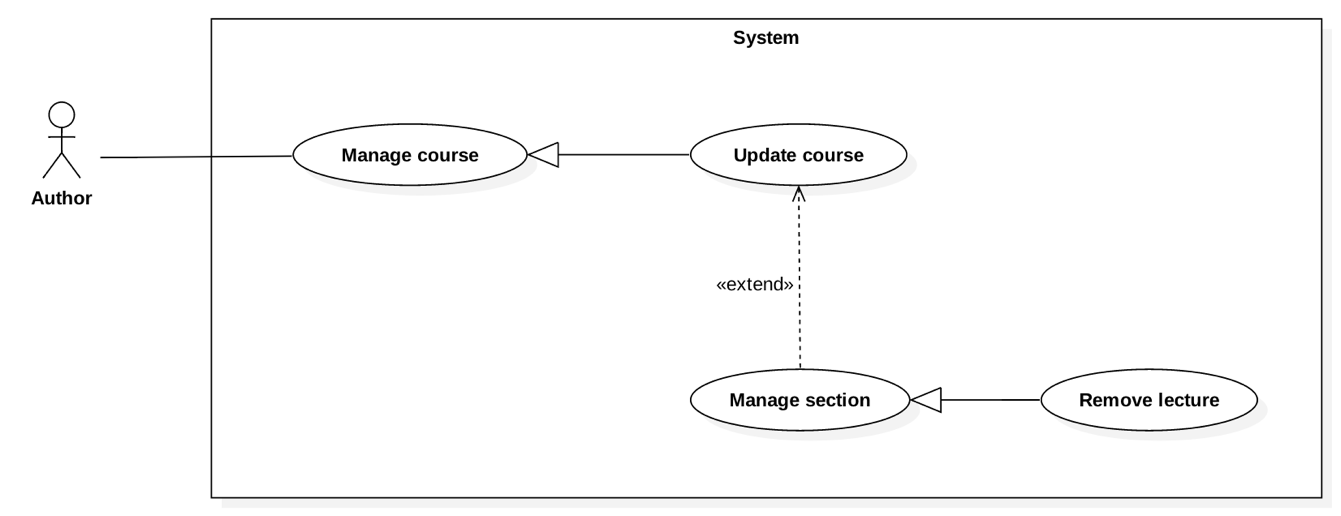 System
Manage course
Update course
Author
«extend»
Manage section
Remove lecture